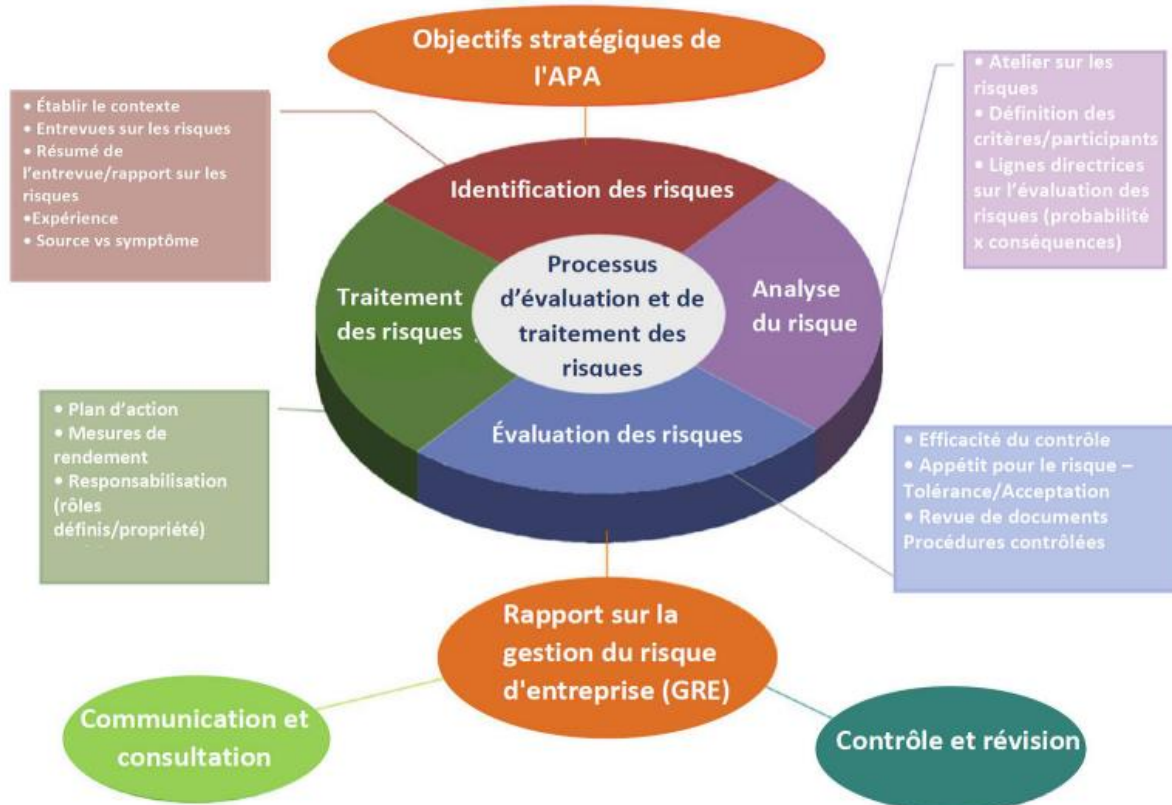 Objectifs stratégiques de
l'APA
• Établir le contexte
• Entrevues sur les risques
• Résumé de
l'entrevue/rapport sur les
risques
•Expérience
• Source vs symptôme
• Atelier sur les
risques
• Définition des
critères/participants
• Lignes directrices
sur l'évaluation des
risques (probabilité
x conséquences)
Identification des risques
Traitement
des risques
Processus
d'évaluation et de
traitement des
risques
Analyse
du risque
Évaluation des risques
• Plan d'action
• Mesures de
rendement
• Responsabilisation
(rôles
définis/propriété)
• Efficacité du contrôle
• Appétit pour le risque –
Tolérance/Acceptation
• Revue de documents
Procédures contrôlées
Rapport sur la
gestion du risque
d'entreprise (GRE)
Communication et
consultation
Contrôle et révision